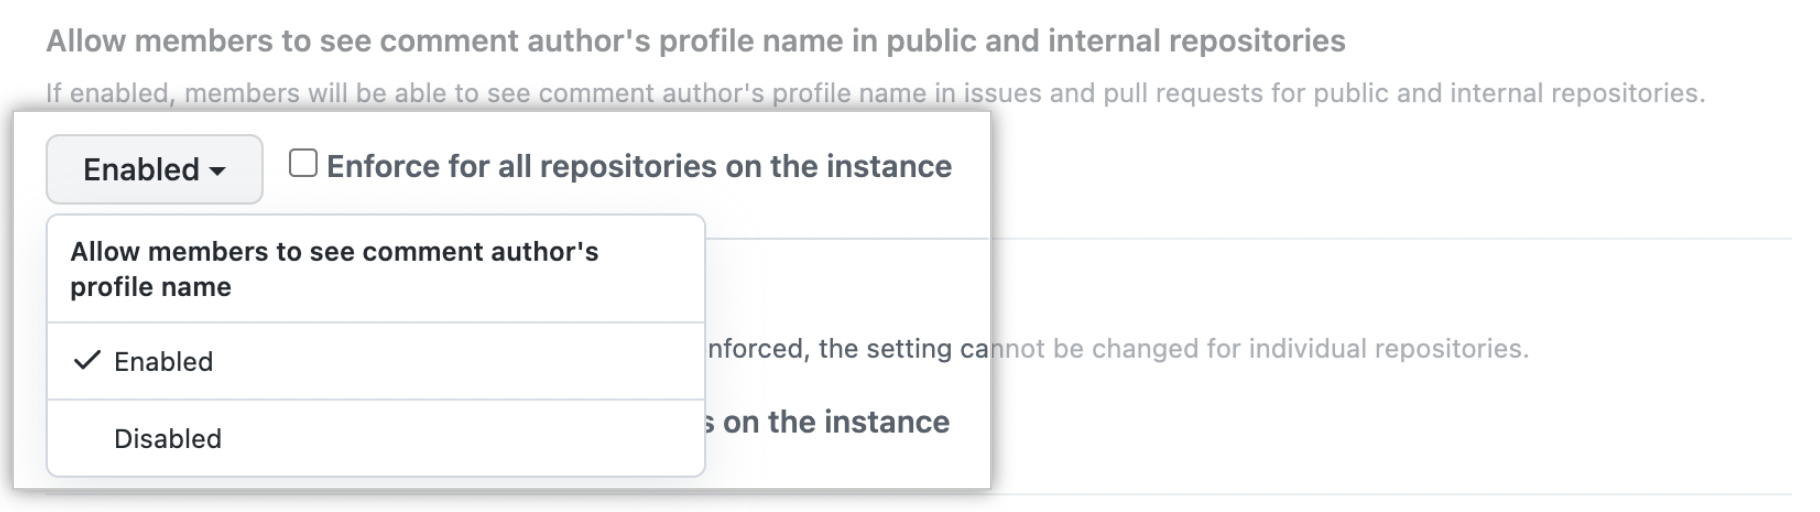 Allow members to see comment author's profile name in public and internal repositories
If enabled, members will be able to see comment author's profile name in issues and pull requests for public and internal repositories.
Enabled
Enforce for all repositories on the instance
Allow members to see comment author's
profile name
Enabled
nforced, the setting cannot be changed for individual repositories.
s on the instance
Disabled